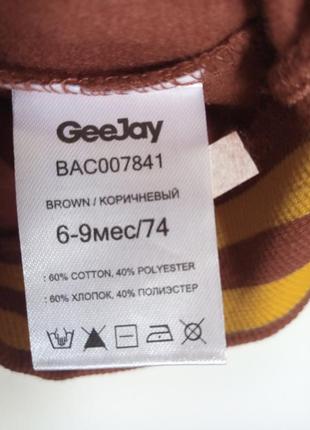 GeeJay
BAC007841
BROWN / КОРИЧНЕВЫЙ
6-9мес/74
: 60% COTTON, 40% POLYESTER
: 60% ХЛОПОК, 40% ПОЛИЭСТЕР